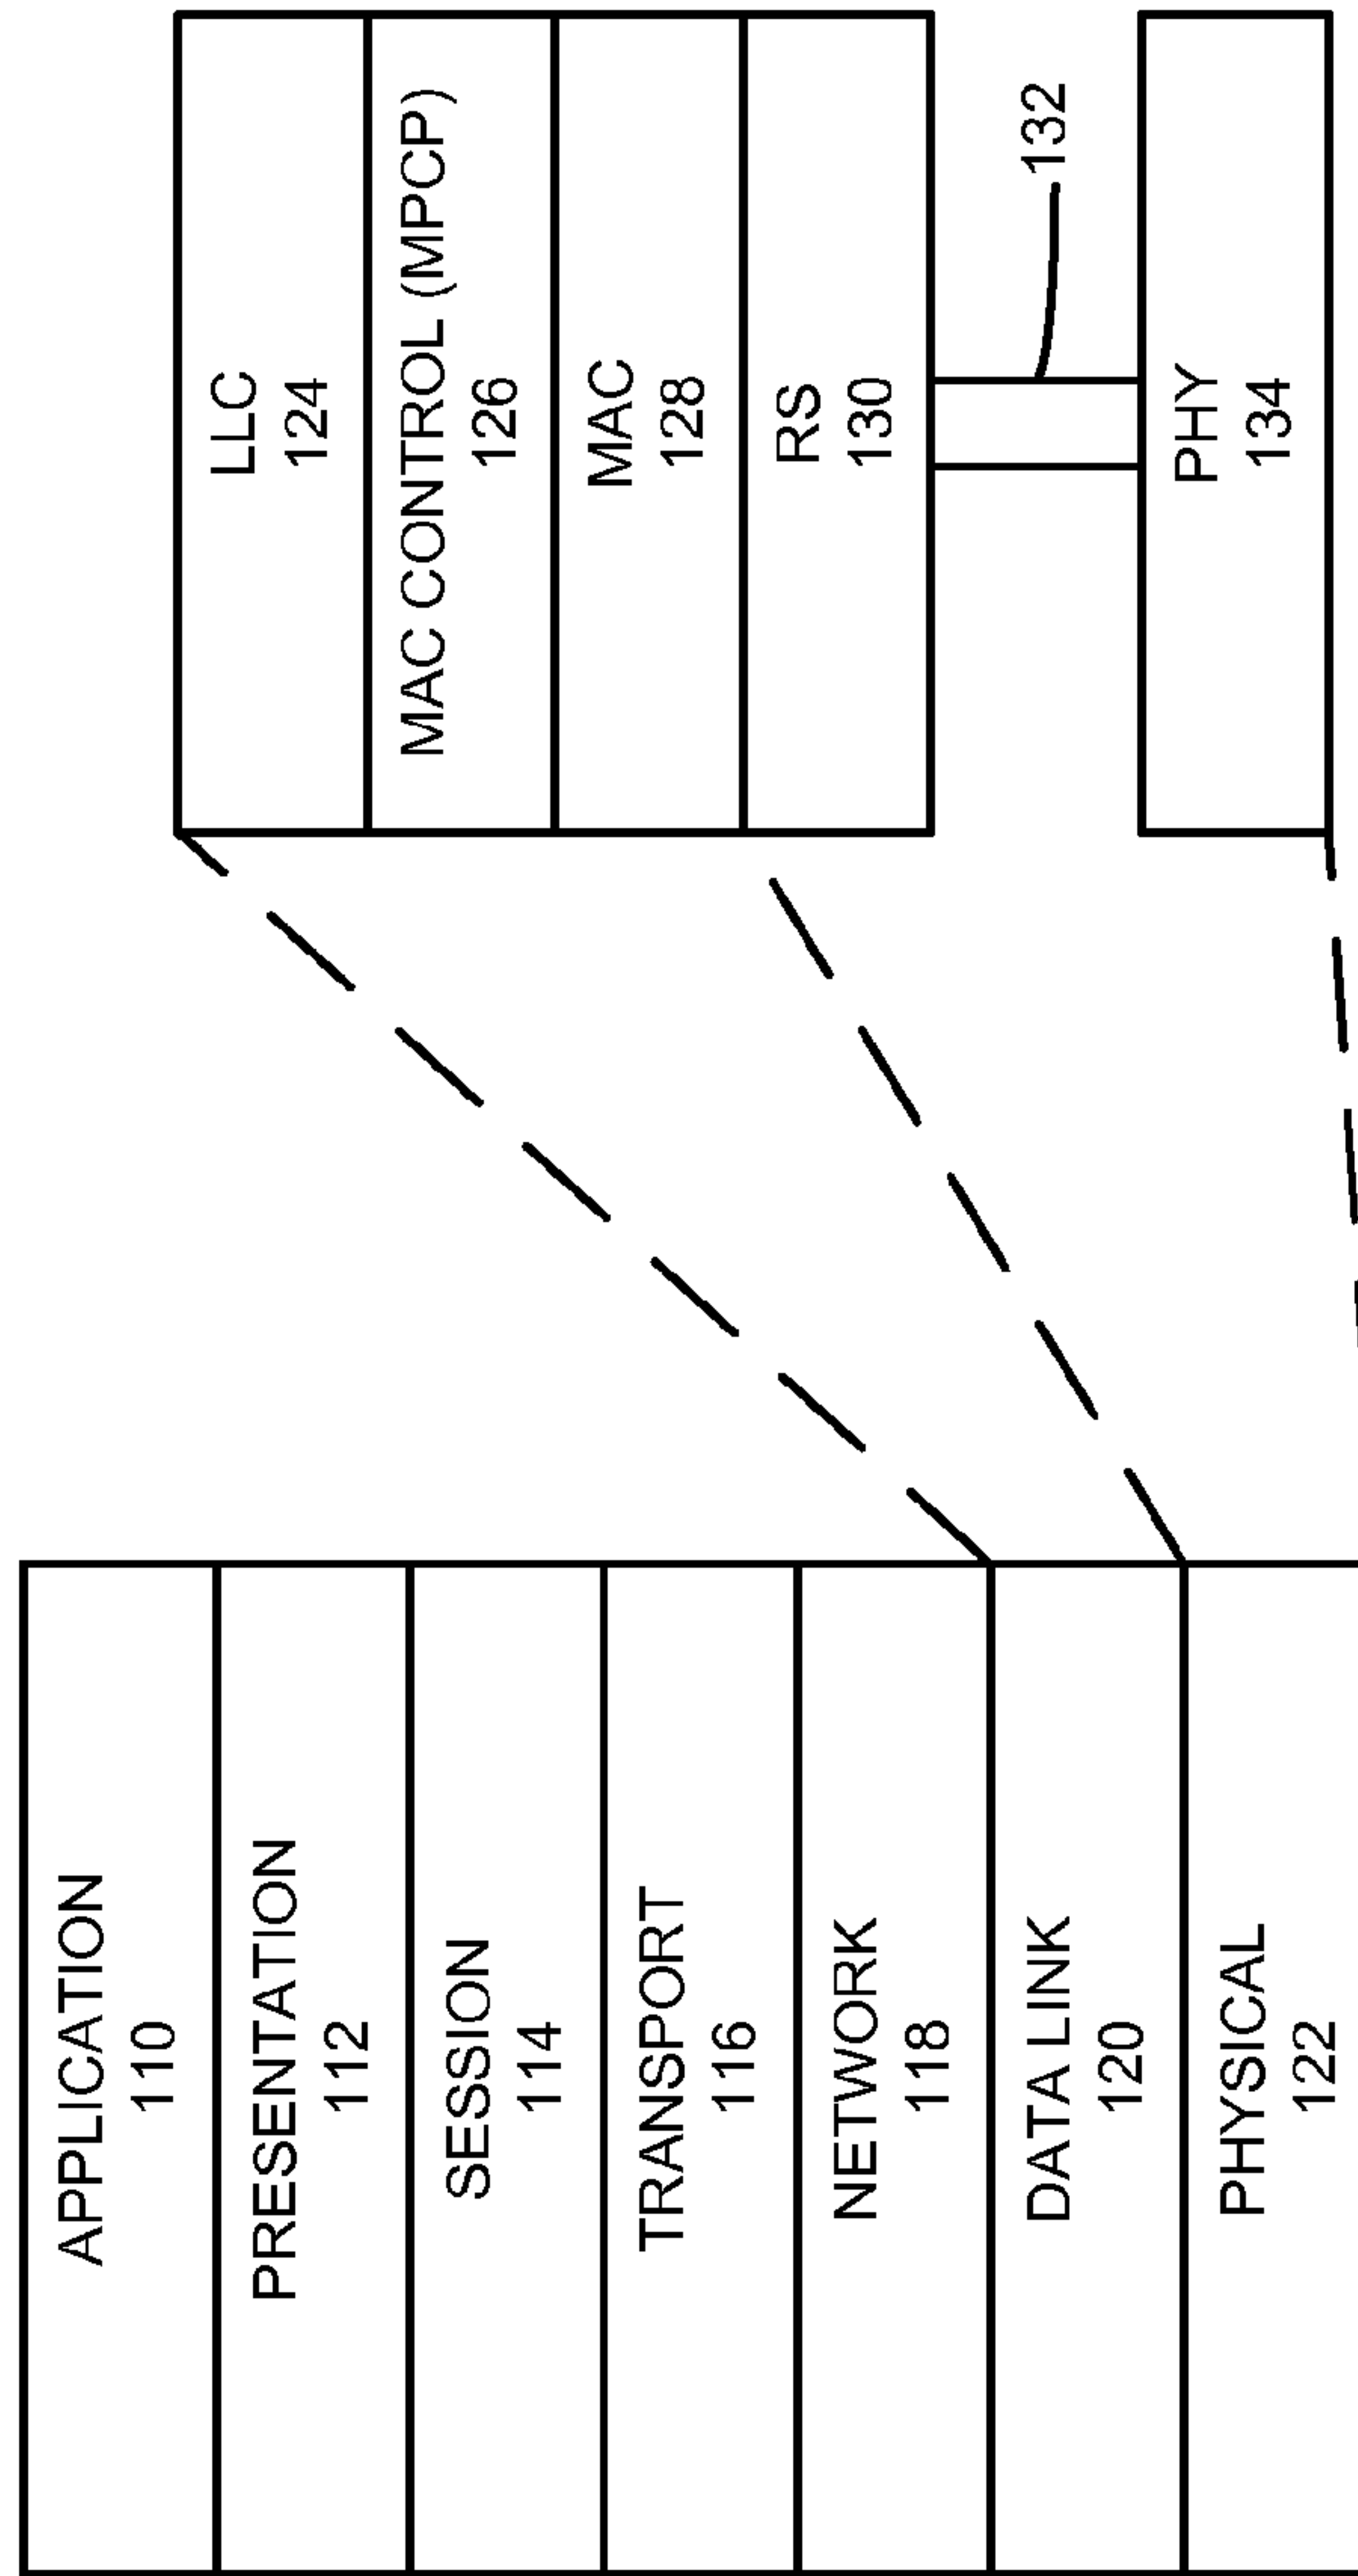 APPLICATION
110
PRESENTATION
112
SESSION
114
TRANSPORT
116
NETWORK
118
DATA LINK
120
PHYSICAL
122
LLC
124
MAC CONTROL (MPCP)
126
MAC
128
RS
130
132
PHY
134